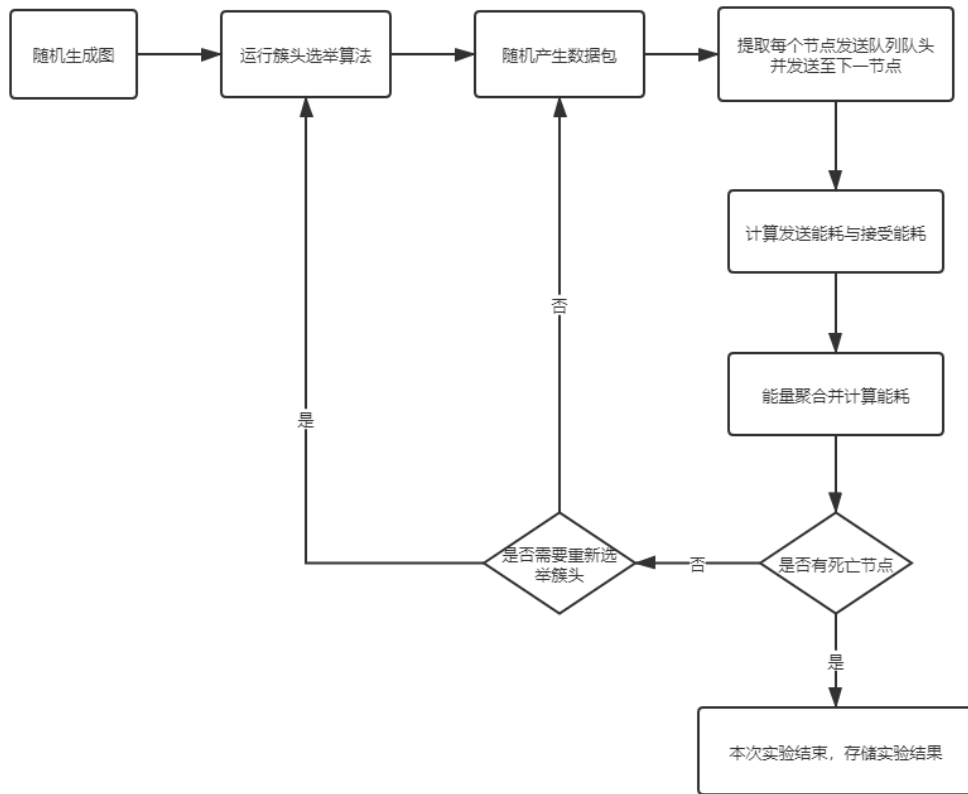 随机生成图
运行簇头选举算法
随机产生数据包
提取每个节点发送队列队头
并发送至下一节点
计算发送能耗与接受能耗
否
能量聚合并计算能耗
是
是否需要重新选
举簇头
否
是否有死亡节点
是
本次实验结束，存储实验结果